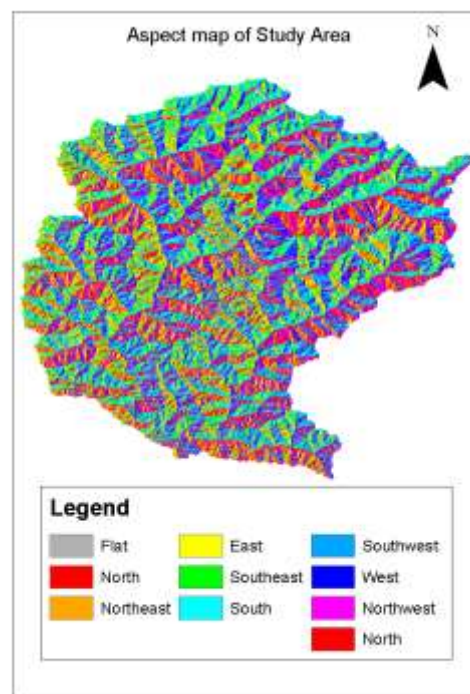 Aspect map of Study Area
N
Legend
Flat
North
Northeast
East
Southeast
South
Southwest
West
Northwest
North